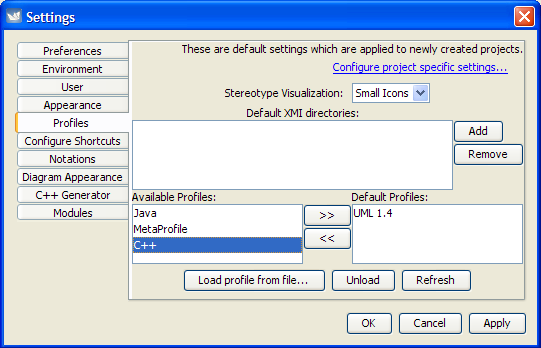 Settings
These are default settings which are applied to newly created projects.
Configure project specific settings...
Preferences
Environment
User
Appearance
Profiles
Configure Shortcuts
Notations
Diagram Appearance
C++ Generator
Modules
Stereotype Visualization: Small Icons
Default XMI directories:
Add
Remove
Available Profiles:
Java
MetaProfile
C++
>>
<<
Default Profiles:
UML 1.4
Load profile from file... Unload Refresh
OK Cancel Apply